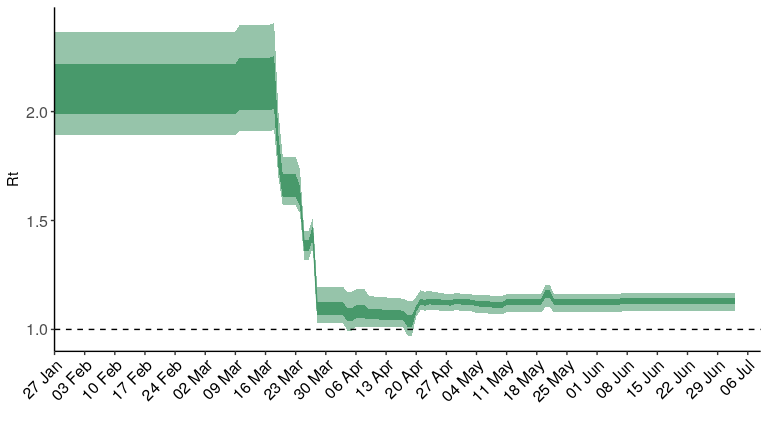 2.0
Rt
1.5
1.0
27 Jan
03 Feb
10 Feb
17 Feb
24 Feb
02 Mar
09 Mar
16 Mar
23 Mar
30 Mar
06 Apr
13 Apr
20 Apr
27 Apr
04 May
11 May
18 May
25 May
01 Jun
08 Jun
15 Jun
22 Jun
29 Jun
06 Jul